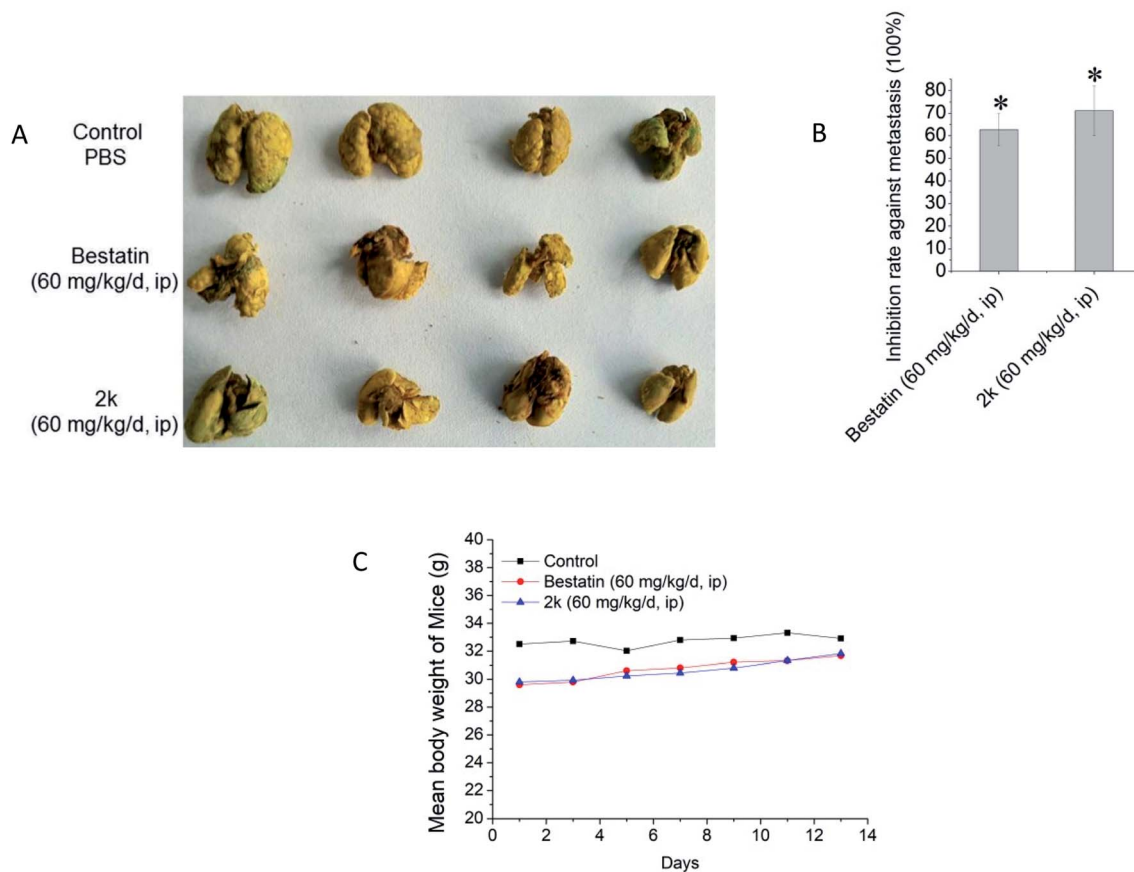 A
Control
PBS
Bestatin
(60 mg/kg/d, ip)
2k
(60 mg/kg/d, ip)
B
Inhibition rate against metastasis (100%)
80
70
60
50
40
30
20
10
0
*
*
Bestatin (60 mg/kg/d, ip)
2k (60 mg/kg/d, ip)
C
Mean body weight of Mice (g)
40
38
36
34
32
30
28
26
24
22
20
Control
Bestatin (60 mg/kg/d, ip)
2k (60 mg/kg/d, ip)
0 2 4 6 8 10 12 14
Days